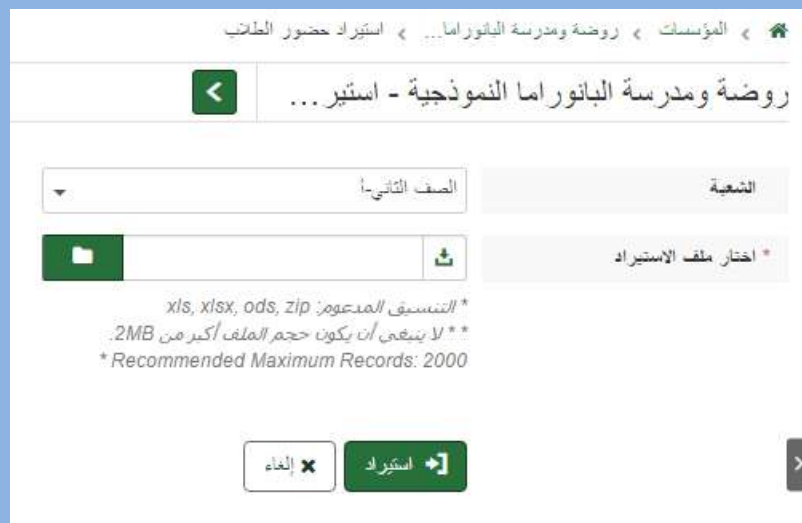 المؤسسات › روضة ومدرسة البانوراما... › استيراد حضور الطلاب
روضة ومدرسة البانوراما النموذجية - استير...
الشعبة
الصف الثاني-أ
* اختار ملف الاستيراد
* التنسيق المدعوم: xls, xlsx, ods, zip
* * لا ينبغي أن يكون حجم الملف أكبر من 2MB.
* Recommended Maximum Records: 2000
استيراد
إلغاء